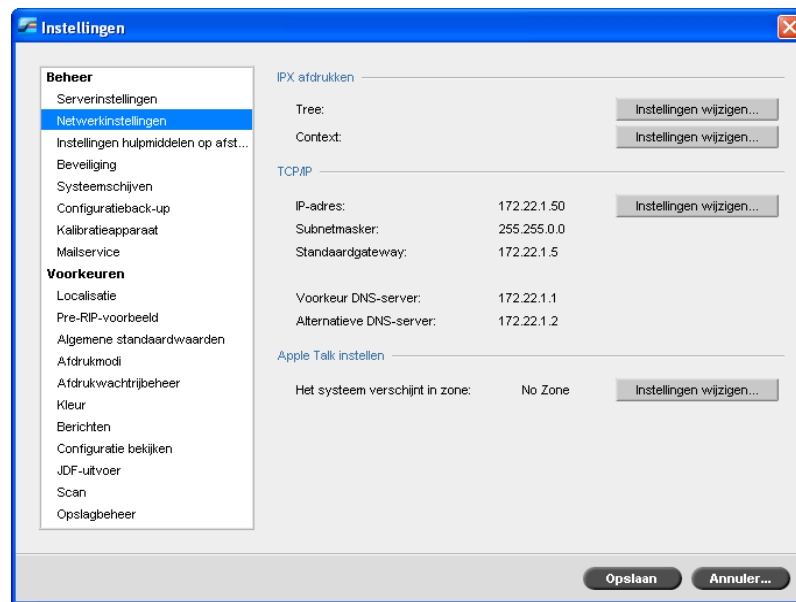 Instellingen
Beheer
Serverinstellingen
Netwerkinstellingen
Instellingen hulpmiddelen op afst...
Beveiliging
Systeemschijven
Configuratieback-up
Kalibratieapparaat
Mailservice
Voorkeuren
Localisatie
Pre-RIP-voorbeeld
Algemene standaardwaarden
Afdrukmodi
Afdrukwachtrijbeheer
Kleur
Berichten
Configuratie bekijken
JDF-uitvoer
Scan
Opslagbeheer
IPX afdrukken
Tree: Instellingen wijzigen...
Context: Instellingen wijzigen...
TCP/IP
IP-adres: 172.22.1.50 Instellingen wijzigen...
Subnetmasker: 255.255.0.0
Standaardgateway: 172.22.1.5
Voorkeur DNS-server: 172.22.1.1
Alternatieve DNS-server: 172.22.1.2
Apple Talk instellen
Het systeem verschijnt in zone: No Zone Instellingen wijzigen...
Opslaan Annuler...